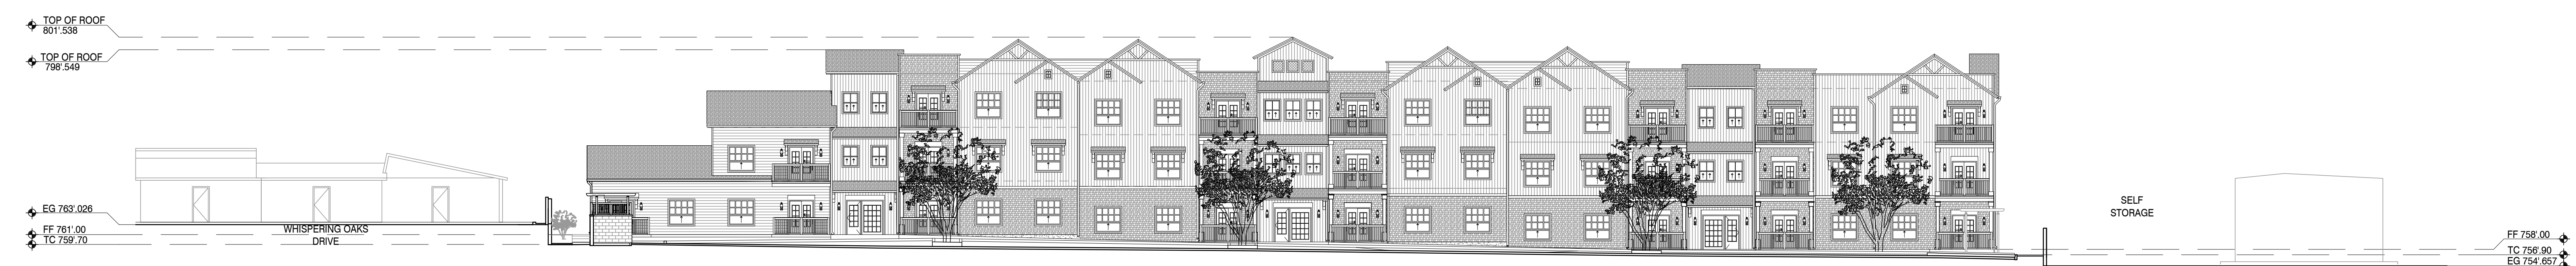 TOP OF ROOF
801'.538
TOP OF ROOF
798'.549
EG 763'.026
FF 761'.00
TC 759'.70
WHISPERING OAKS
DRIVE
SELF
STORAGE
FF 758'.00
TC 756'.90
EG 754'.657